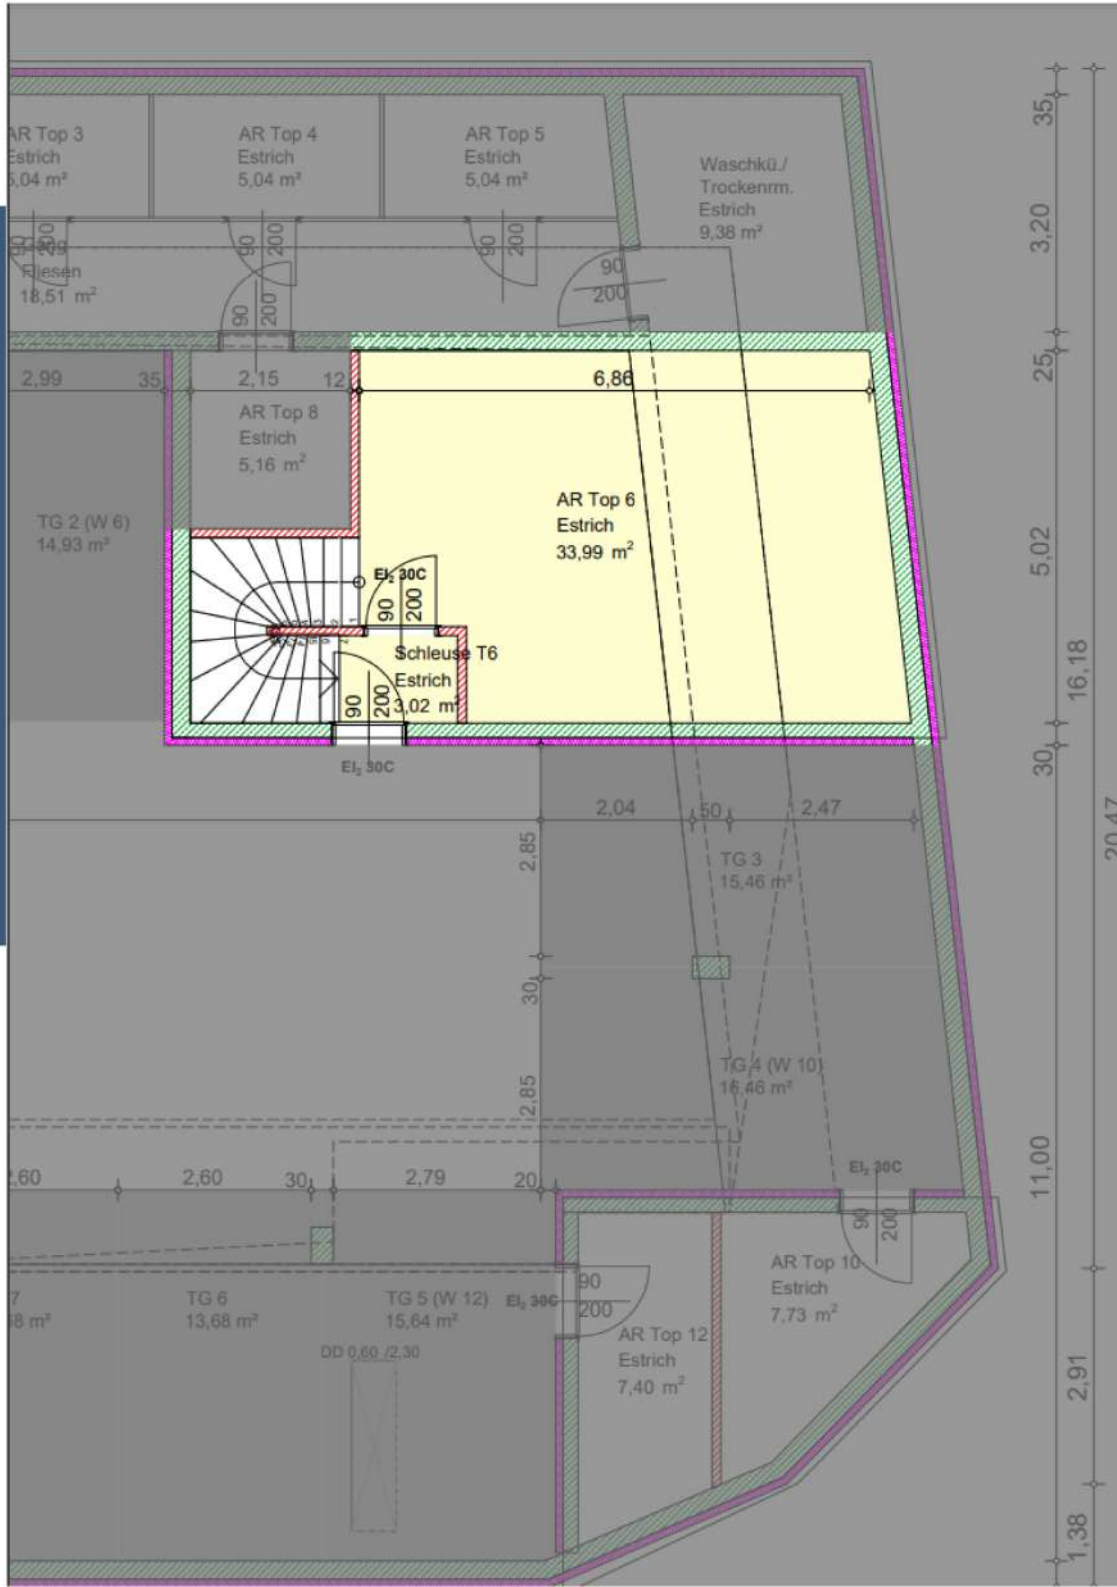 AR Top 3
Estrich
5,04 m²
AR Top 4
Estrich
5,04 m²
AR Top 5
Estrich
5,04 m²
Waschkü./
Trockenrm.
Estrich
9,38 m²
35
3,20
90
200
90
200
90
200
Fliesen
18,51 m²
90
200
90
200
25
2,99
35
2,15
12
6,86
AR Top 8
Estrich
5,16 m²
TG 2 (W 6)
14,93 m²
AR Top 6
Estrich
33,99 m²
5,02
EI₂ 30C
90
200
Schleuse T6
Estrich
3,02 m²
90
200
EI₂ 30C
16,18
30
2,04
50
2,47
20,47
2,85
TG 3
15,46 m²
30
TG 4 (W 10)
16,46 m²
2,85
11,00
2,60
2,60
30
2,79
20
EI₂ 30C
90
200
AR Top 10
Estrich
7,73 m²
7
TG 6
13,68 m²
TG 5 (W 12)
15,64 m²
EI₂ 30C
90
200
AR Top 12
Estrich
7,40 m²
DD 0,60 /2,30
2,91
1,38